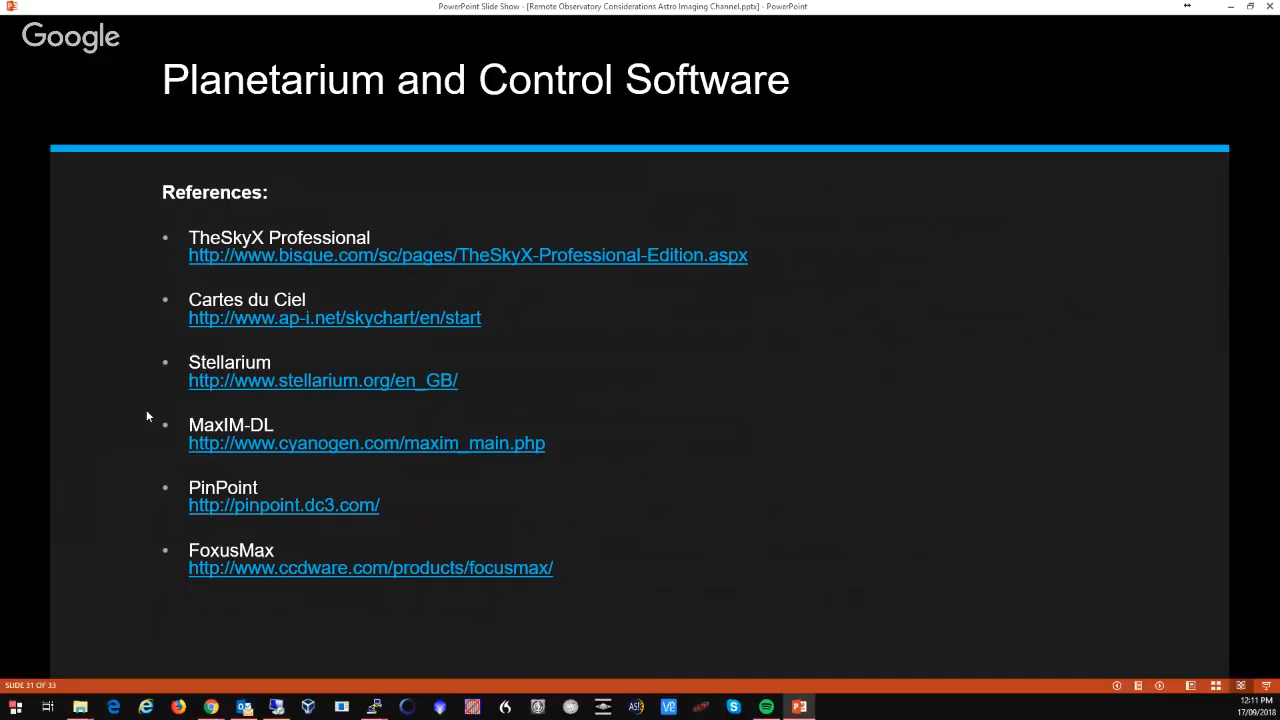 PowerPoint Slide Show - [Remote Observatory Considerations Astro Imaging Channel.pptx] - PowerPoint
Google
Planetarium and Control Software
References:
• TheSkyX Professional
http://www.bisque.com/sc/pages/TheSkyX-Professional-Edition.aspx
• Cartes du Ciel
http://www.ap-i.net/skychart/en/start
• Stellarium
http://www.stellarium.org/en_GB/
• MaxIM-DL
http://www.cyanogen.com/maxim_main.php
• PinPoint
http://pinpoint.dc3.com/
• FoxusMax
http://www.ccdware.com/products/focusmax/
SLIDE 31 OF 33
12:11 PM
17/09/2018